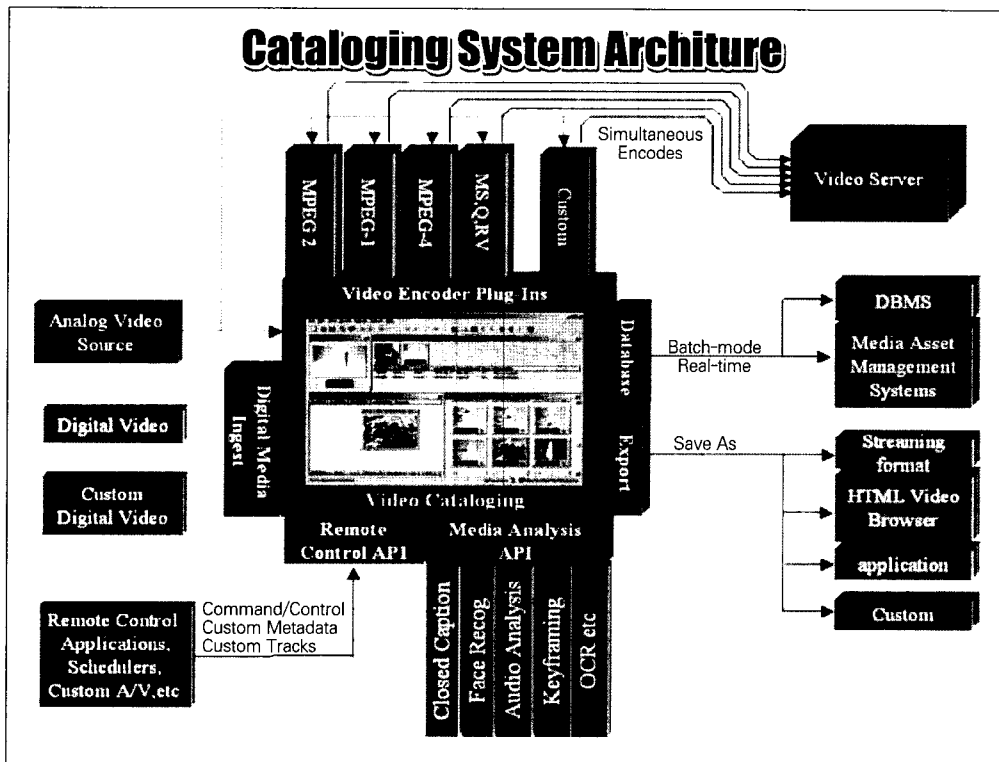 Cataloging System Architure
Simultaneous
Encodes
Video Server
MPEG 2
MPEG-1
MPEG-4
MS,Q,RV
Custom
Video Encoder Plug-Ins
Analog Video
Source
Digital Video
Custom
Digital Video
Digital Media
Ingest
Database
Export
Batch-mode
Real-time
DBMS
Media Asset
Management
Systems
Save As
Streaming
format
HTML Video
Browser
application
Custom
Video Cataloging
Remote
Control API
Media Analysis
API
Remote Control
Applications,
Schedulers,
Custom A/V,etc
Command/Control
Custom Metadata
Custom Tracks
Closed Caption
Face Recog
Audio Analysis
Keyframing
OCR etc